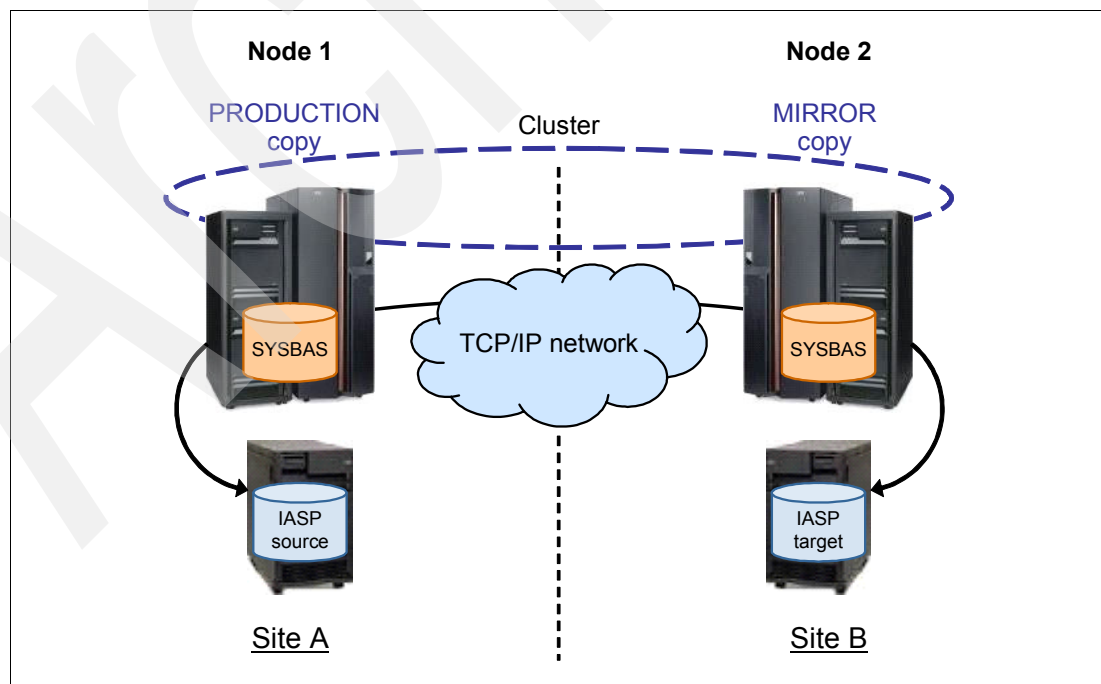 Node 1
Node 2
PRODUCTION
copy
Cluster
MIRROR
copy
SYSBAS
TCP/IP network
SYSBAS
IASP
source
IASP
target
Site A
Site B